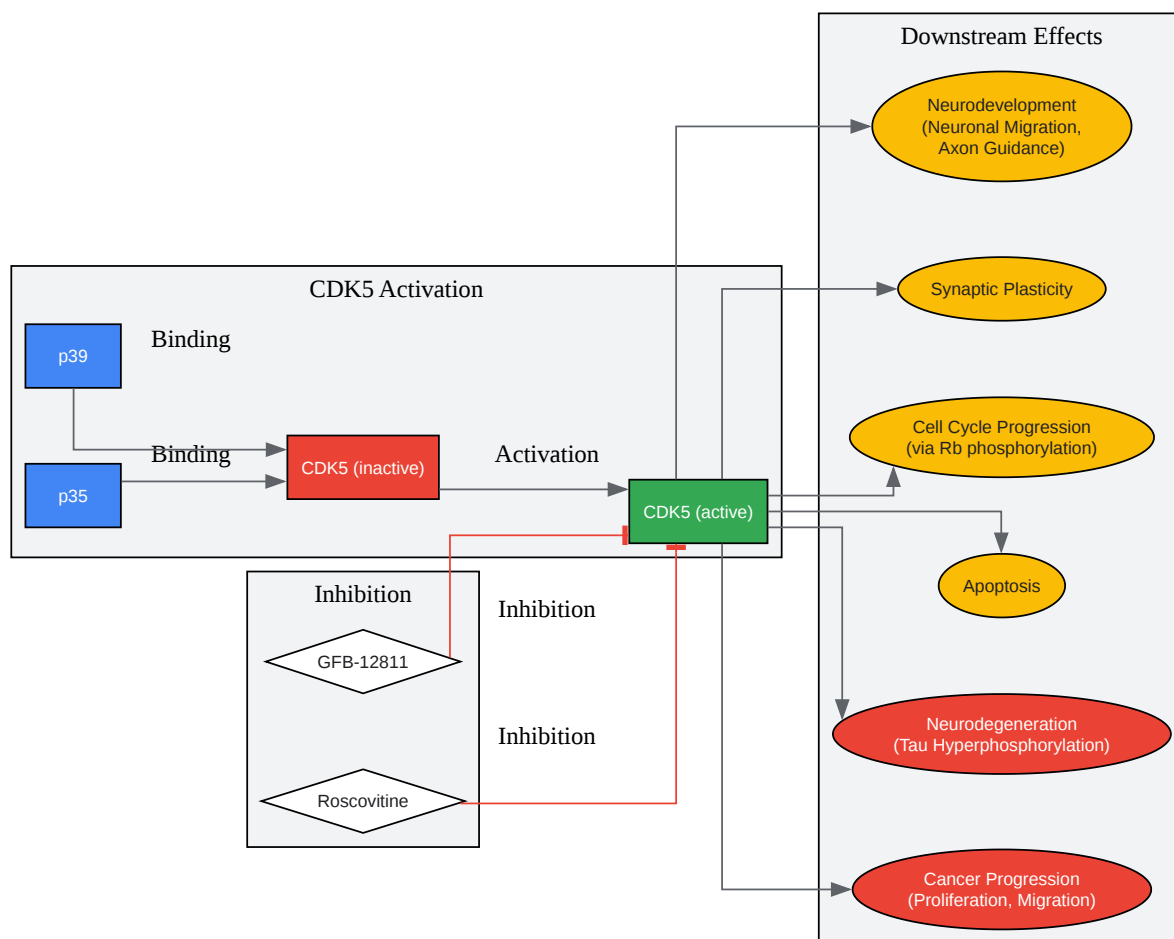 Downstream Effects
Neurodevelopment
(Neuronal Migration,
Axon Guidance)
Synaptic Plasticity
Cell Cycle Progression
(via Rb phosphorylation)
Apoptosis
Neurodegeneration
(Tau Hyperphosphorylation)
Cancer Progression
(Proliferation, Migration)
CDK5 Activation
p39
Binding
p35
Binding
CDK5 (inactive)
Activation
CDK5 (active)
Inhibition
GFB-12811
Inhibition
Roscovitine
Inhibition